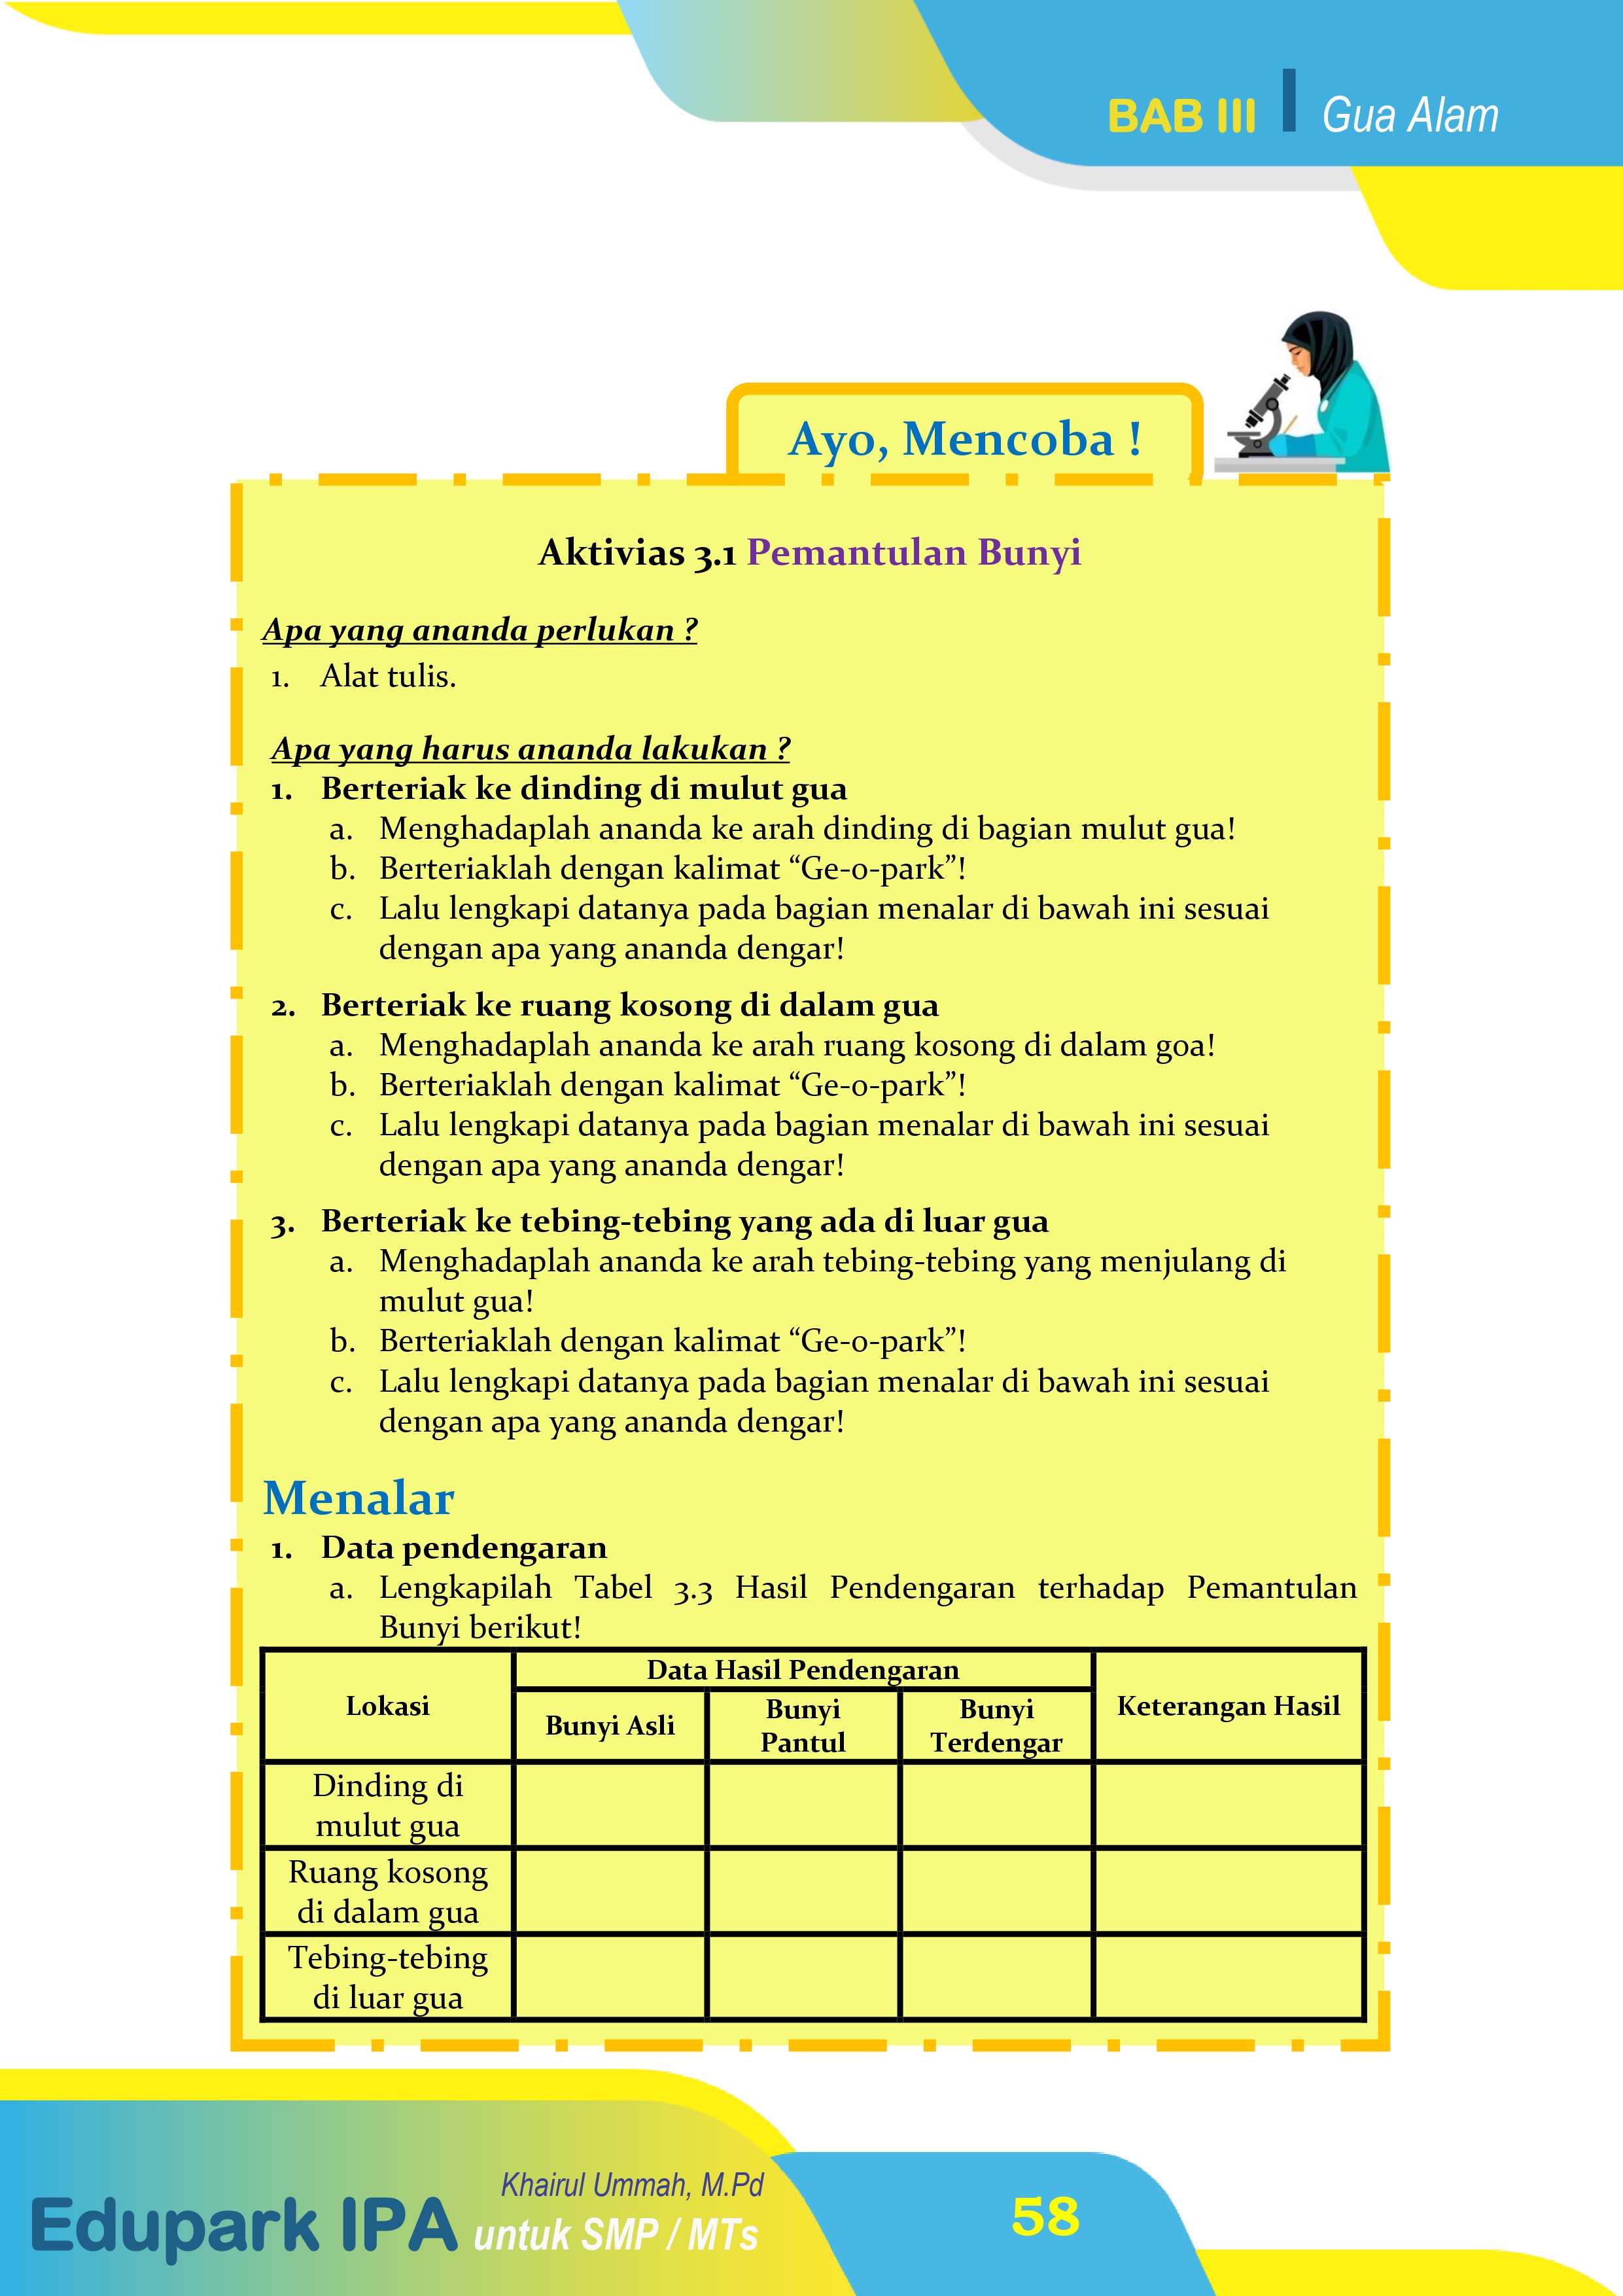 BAB III Gua Alam
Ayo, Mencoba !
Aktivias 3.1 Pemantulan Bunyi
Apa yang ananda perlukan ?
1. Alat tulis.
Apa yang harus ananda lakukan ?
1. Berteriak ke dinding di mulut gua
a. Menghadaplah ananda ke arah dinding di bagian mulut gua!
b. Berteriaklah dengan kalimat “Ge-o-park”!
c. Lalu lengkapi datanya pada bagian menalar di bawah ini sesuai
dengan apa yang ananda dengar!
2. Berteriak ke ruang kosong di dalam gua
a. Menghadaplah ananda ke arah ruang kosong di dalam goa!
b. Berteriaklah dengan kalimat “Ge-o-park”!
c. Lalu lengkapi datanya pada bagian menalar di bawah ini sesuai
dengan apa yang ananda dengar!
3. Berteriak ke tebing-tebing yang ada di luar gua
a. Menghadaplah ananda ke arah tebing-tebing yang menjulang di
mulut gua!
b. Berteriaklah dengan kalimat “Ge-o-park”!
c. Lalu lengkapi datanya pada bagian menalar di bawah ini sesuai
dengan apa yang ananda dengar!
Menalar
1. Data pendengaran
a. Lengkapilah Tabel 3.3 Hasil Pendengaran terhadap Pemantulan
Bunyi berikut!
Lokasi
Data Hasil Pendengaran
Keterangan Hasil
Bunyi Asli
Bunyi
Pantul
Bunyi
Terdengar
Dinding di
mulut gua
Ruang kosong
di dalam gua
Tebing-tebing
di luar gua
Khairul Ummah, M.Pd
Edupark IPA untuk SMP / MTs
58